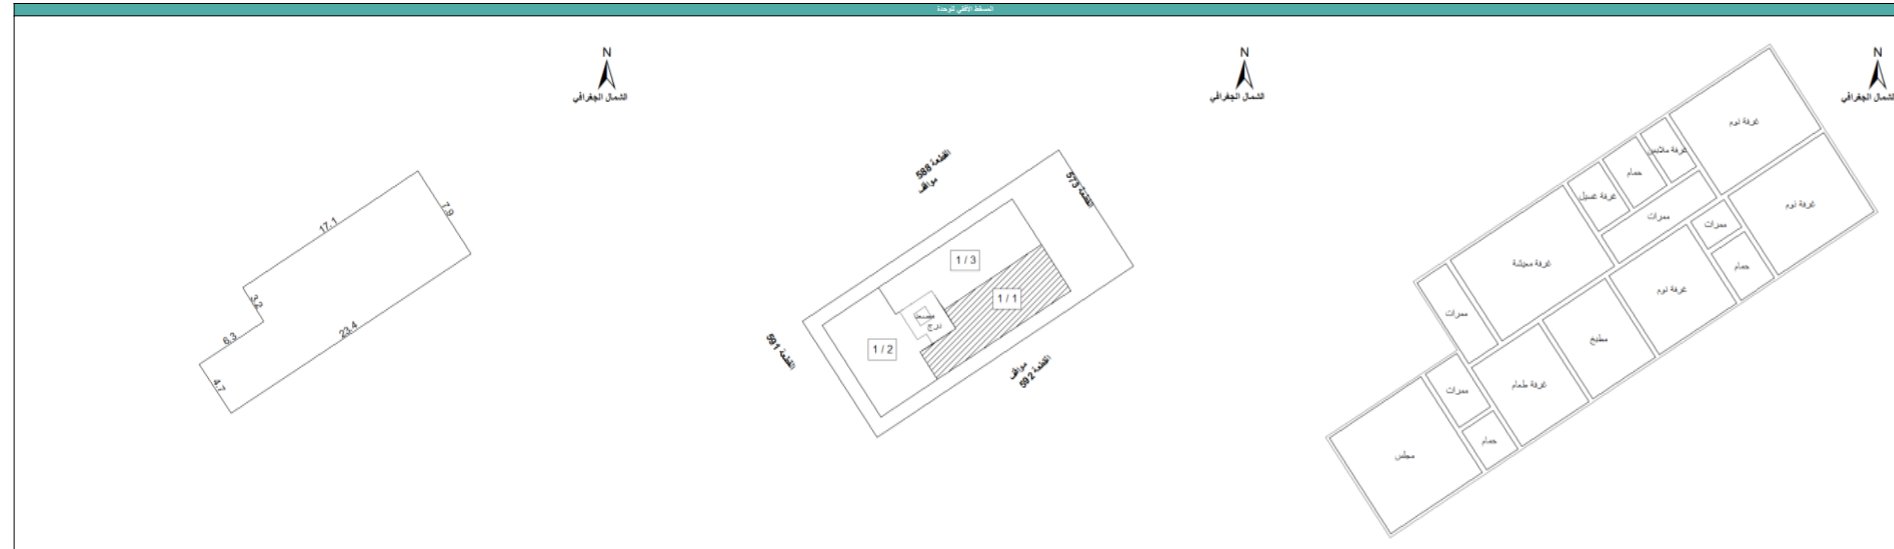 المسقط الأفقي للوحدة
N
الشمال الجغرافي
17.1
7.9
3.2
6.3
23.4
4.7
N
الشمال الجغرافي
القطعة 588
مواقف
القطعة 573
1 / 3
1 / 1
مصعد
درج
1 / 2
القطعة 591
مواقف
القطعة 592
N
الشمال الجغرافي
غرفة نوم
غرفة ملابس
حمام
غرفة غسيل
غرفة نوم
ممرات
ممرات
غرفة معيشة
حمام
غرفة نوم
ممرات
مطبخ
غرفة طعام
ممرات
حمام
مجلس